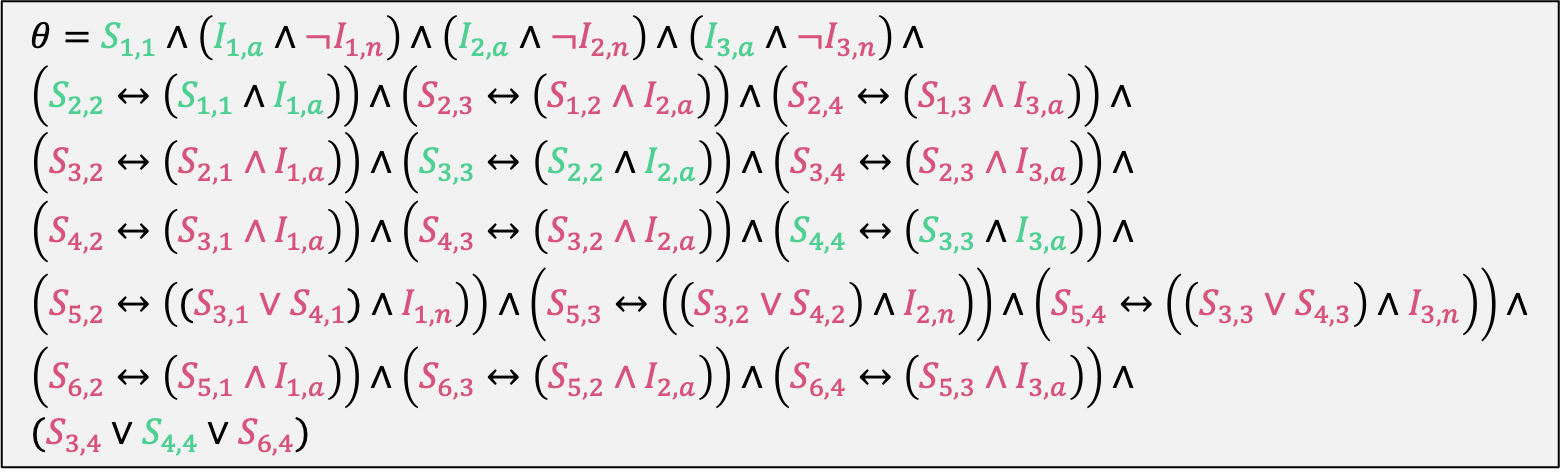 θ = S₁,₁ ∧ (I₁,ₐ ∧ ¬I₁,ₙ) ∧ (I₂,ₐ ∧ ¬I₂,ₙ) ∧ (I₃,ₐ ∧ ¬I₃,ₙ) ∧
(S₂,₂ ↔ (S₁,₁ ∧ I₁,ₐ)) ∧ (S₂,₃ ↔ (S₁,₂ ∧ I₂,ₐ)) ∧ (S₂,₄ ↔ (S₁,₃ ∧ I₃,ₐ)) ∧
(S₃,₂ ↔ (S₂,₁ ∧ I₁,ₐ)) ∧ (S₃,₃ ↔ (S₂,₂ ∧ I₂,ₐ)) ∧ (S₃,₄ ↔ (S₂,₃ ∧ I₃,ₐ)) ∧
(S₄,₂ ↔ (S₃,₁ ∧ I₁,ₐ)) ∧ (S₄,₃ ↔ (S₃,₂ ∧ I₂,ₐ)) ∧ (S₄,₄ ↔ (S₃,₃ ∧ I₃,ₐ)) ∧
(S₅,₂ ↔ ((S₃,₁ ∨ S₄,₁) ∧ I₁,ₙ)) ∧ (S₅,₃ ↔ ((S₃,₂ ∨ S₄,₂) ∧ I₂,ₙ)) ∧ (S₅,₄ ↔ ((S₃,₃ ∨ S₄,₃) ∧ I₃,ₙ)) ∧
(S₆,₂ ↔ (S₅,₁ ∧ I₁,ₐ)) ∧ (S₆,₃ ↔ (S₅,₂ ∧ I₂,ₐ)) ∧ (S₆,₄ ↔ (S₅,₃ ∧ I₃,ₐ)) ∧
(S₃,₄ ∨ S₄,₄ ∨ S₆,₄)